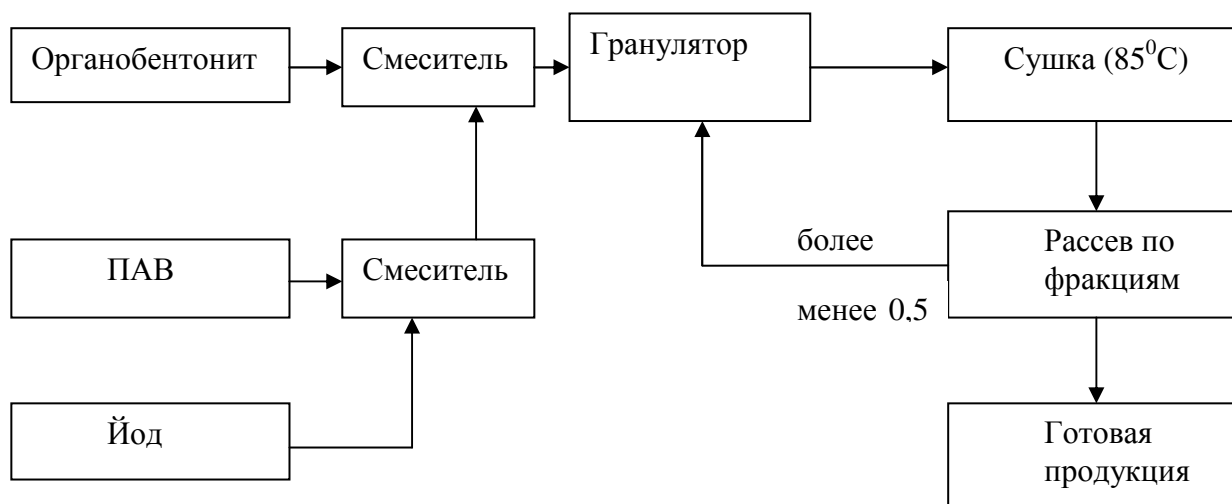 Органобентонит
Смеситель
Гранулятор
Сушка (85⁰С)
ПАВ
Смеситель
более
менее 0,5
Рассев по
фракциям
Йод
Готовая
продукция